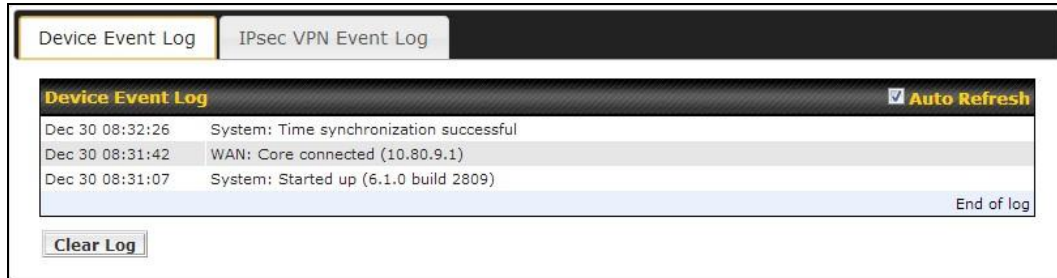 Device Event Log IPsec VPN Event Log
Device Event Log Auto Refresh
Dec 30 08:32:26 System: Time synchronization successful
Dec 30 08:31:42 WAN: Core connected (10.80.9.1)
Dec 30 08:31:07 System: Started up (6.1.0 build 2809)
End of log
Clear Log